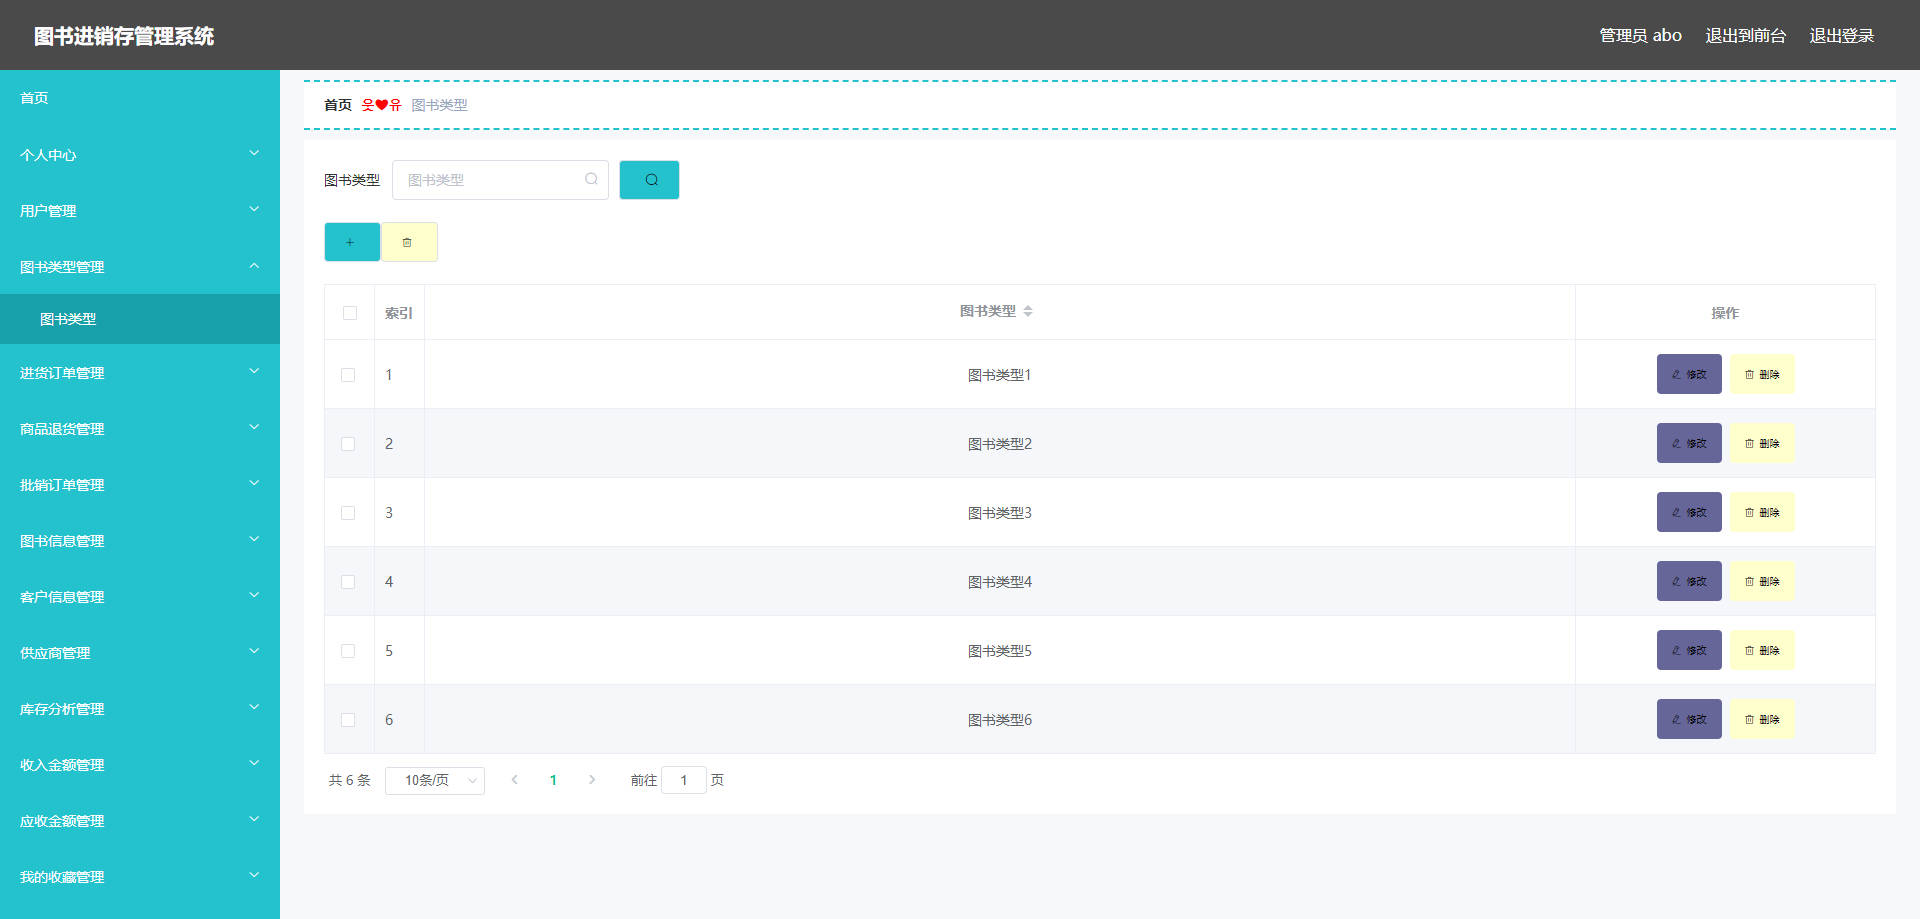 图书进销存管理系统
管理员 abo 退出到前台 退出登录
首页
个人中心
用户管理
图书类型管理
图书类型
进货订单管理
商品退货管理
批销订单管理
图书信息管理
客户信息管理
供应商管理
库存分析管理
收入金额管理
应收金额管理
我的收藏管理
首页 웃❤유 图书类型
图书类型 图书类型
索引 图书类型 操作
1 图书类型1 修改 删除
2 图书类型2 修改 删除
3 图书类型3 修改 删除
4 图书类型4 修改 删除
5 图书类型5 修改 删除
6 图书类型6 修改 删除
共 6 条 10条/页 1 前往 1 页